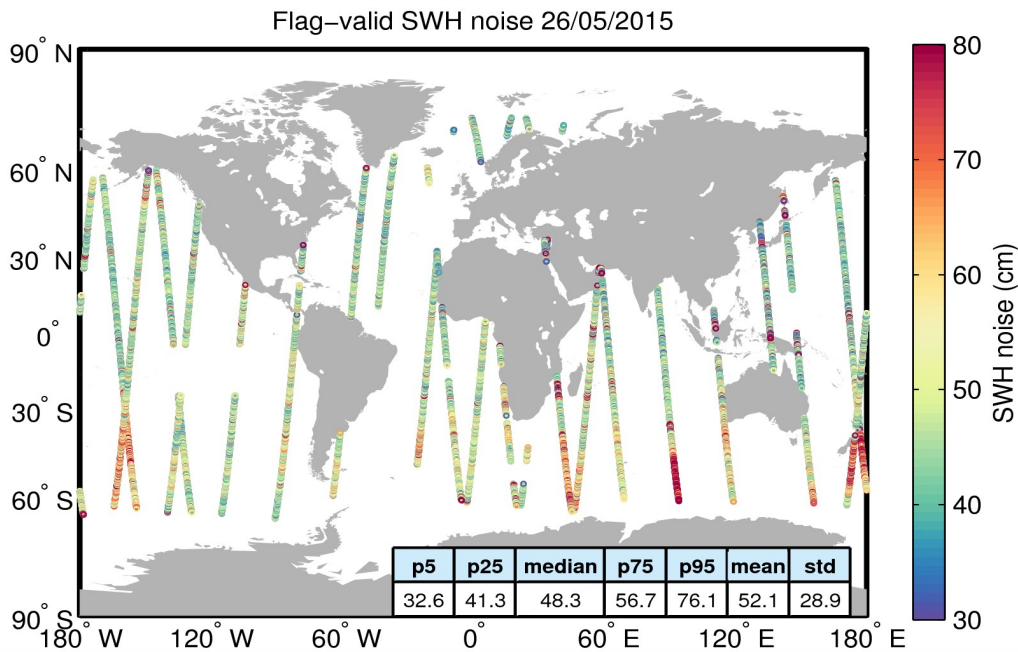 Flag−valid SWH noise 26/05/2015
90° N
60° N
30° N
0°
30° S
60° S
90° S
180° W 120° W 60° W 0° 60° E 120° E 180° E
p5 p25 median p75 p95 mean std
32.6 41.3 48.3 56.7 76.1 52.1 28.9
80
70
60
50
40
30
SWH noise (cm)